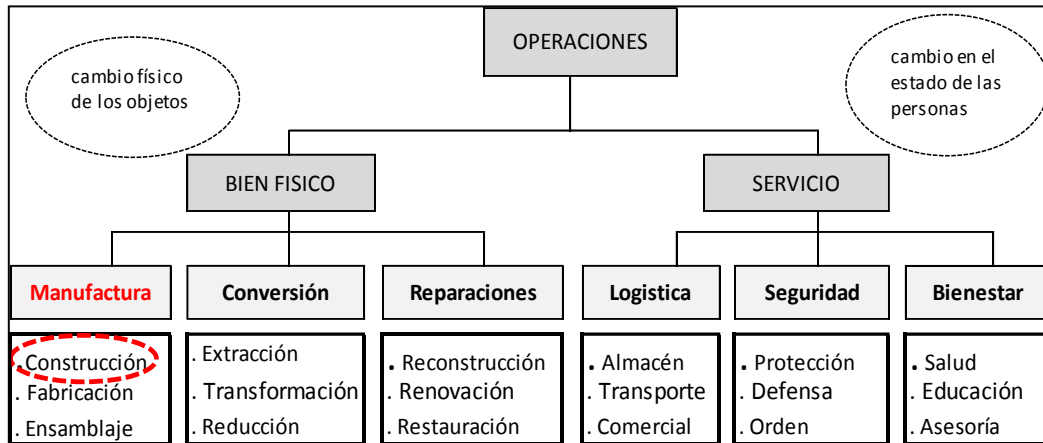 OPERACIONES
cambio físico
de los objetos
cambio en el
estado de las
personas
BIEN FISICO
SERVICIO
Manufactura
Conversión
Reparaciones
Logistica
Seguridad
Bienestar
. Construcción
. Fabricación
. Ensamblaje
. Extracción
. Transformación
. Reducción
. Reconstrucción
. Renovación
. Restauración
. Almacén
. Transporte
. Comercial
. Protección
. Defensa
. Orden
. Salud
. Educación
. Asesoría